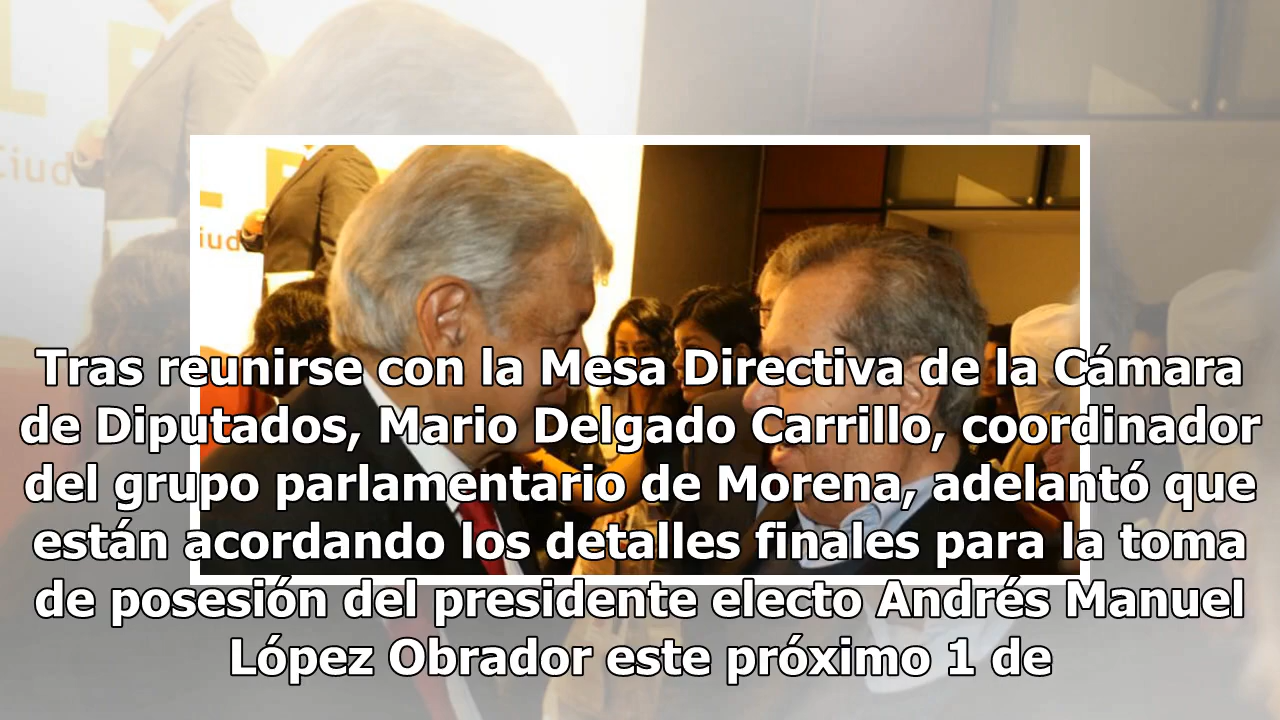 Ciud
iud
Tras reunirse con la Mesa Directiva de la Cámara
de Diputados, Mario Delgado Carrillo, coordinador
del grupo parlamentario de Morena, adelantó que
están acordando los detalles finales para la toma
de posesión del presidente electo Andrés Manuel
López Obrador este próximo 1 de